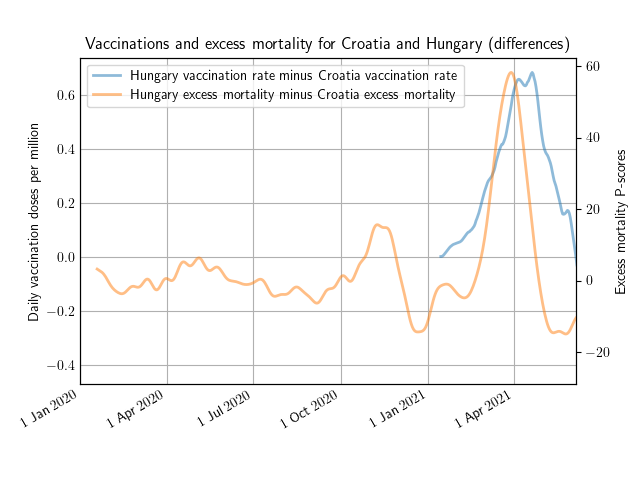 Vaccinations and excess mortality for Croatia and Hungary (differences)
Hungary vaccination rate minus Croatia vaccination rate
Hungary excess mortality minus Croatia excess mortality
Daily vaccination doses per million
0.6
0.4
0.2
0.0
−0.2
−0.4
60
40
20
0
−20
Excess mortality P-scores
1 Jan 2020
1 Apr 2020
1 Jul 2020
1 Oct 2020
1 Jan 2021
1 Apr 2021